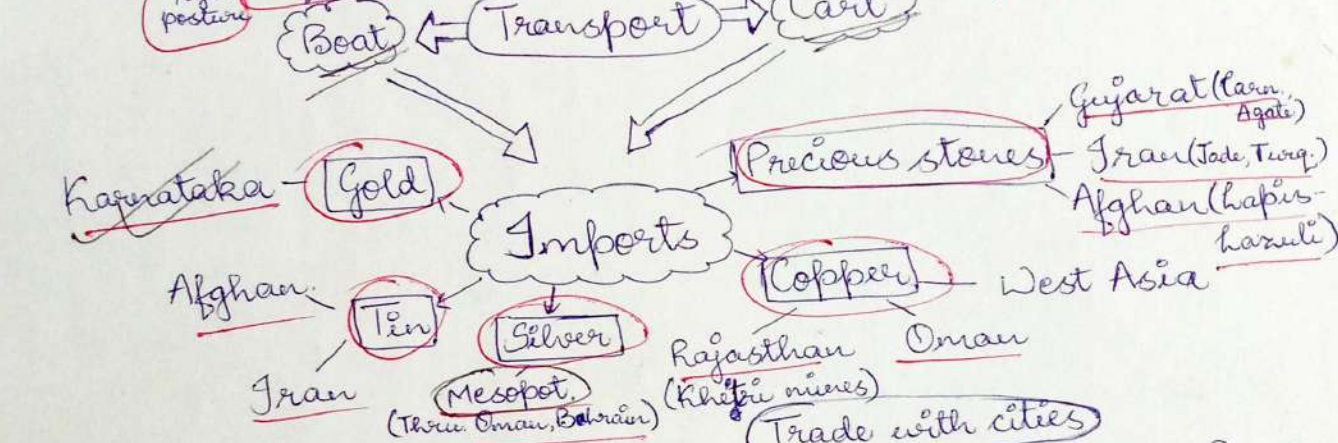 posture
Boat
Transport
Cart
Gujarat (Carn.,
Agate)
Precious stones
Iran (Jade, Turq.)
Afghan (Lapis-
Lazuli)
Karnataka
Gold
Imports
Copper
West Asia
Afghan.
Tin
Silver
Rajasthan
(Khetri mines)
Oman
Iran
Mesopot.
(Thru. Oman, Bahrain)
Trade with cities